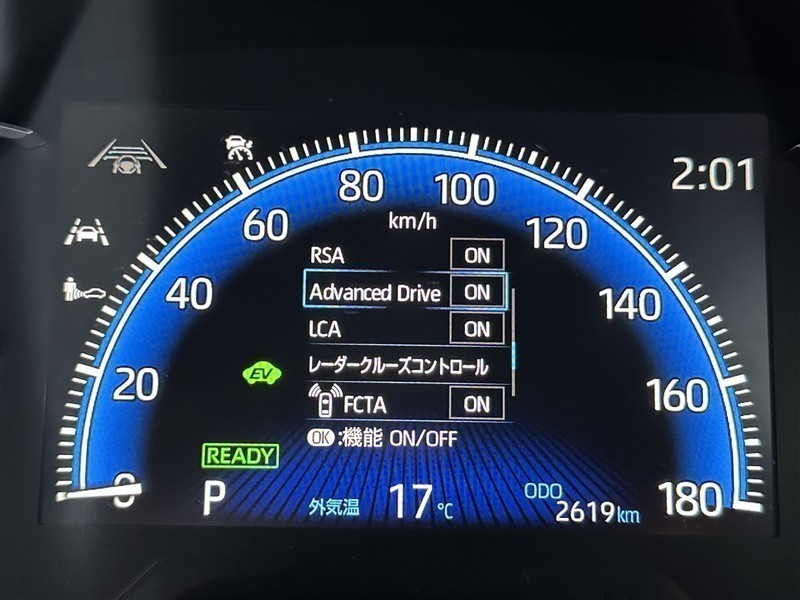 2:01
80
100
km/h
60
120
RSA ON
Advanced Drive ON
40
140
LCA ON
レーダークルーズコントロール
EV
20
160
FCTA ON
OK:機能 ON/OFF
READY
0
P
外気温 17℃
ODO
2619km
180